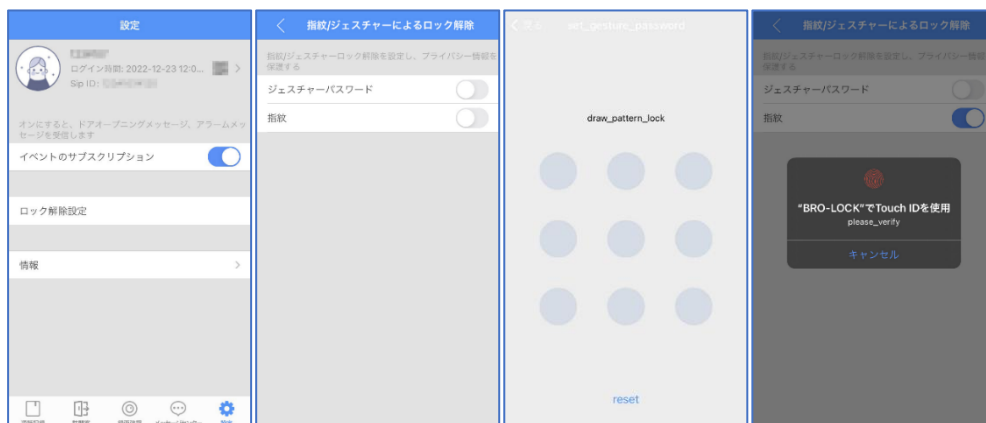 設定
ログイン時間: 2022-12-23 12:0...
Sip ID:
オンにすると、ドアオープニングメッセージ、アラームメッ
セージを受信します
イベントのサブスクリプション
ロック解除設定
情報
設定
指紋/ジェスチャーによるロック解除
指紋/ジェスチャーロック解除を設定し、プライバシー情報を
保護する
ジェスチャーパスワード
指紋
戻る
set_gesture_password
draw_pattern_lock
reset
指紋/ジェスチャーによるロック解除
指紋/ジェスチャーロック解除を設定し、プライバシー情報
保護する
ジェスチャーパスワード
指紋
"BRO-LOCK"でTouch IDを使用
please_verify
キャンセル